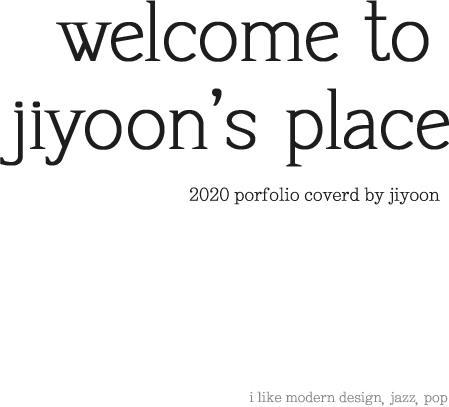 welcome to
jiyoon's place
2020 porfolio coverd by jiyoon
i like modern design, jazz, pop